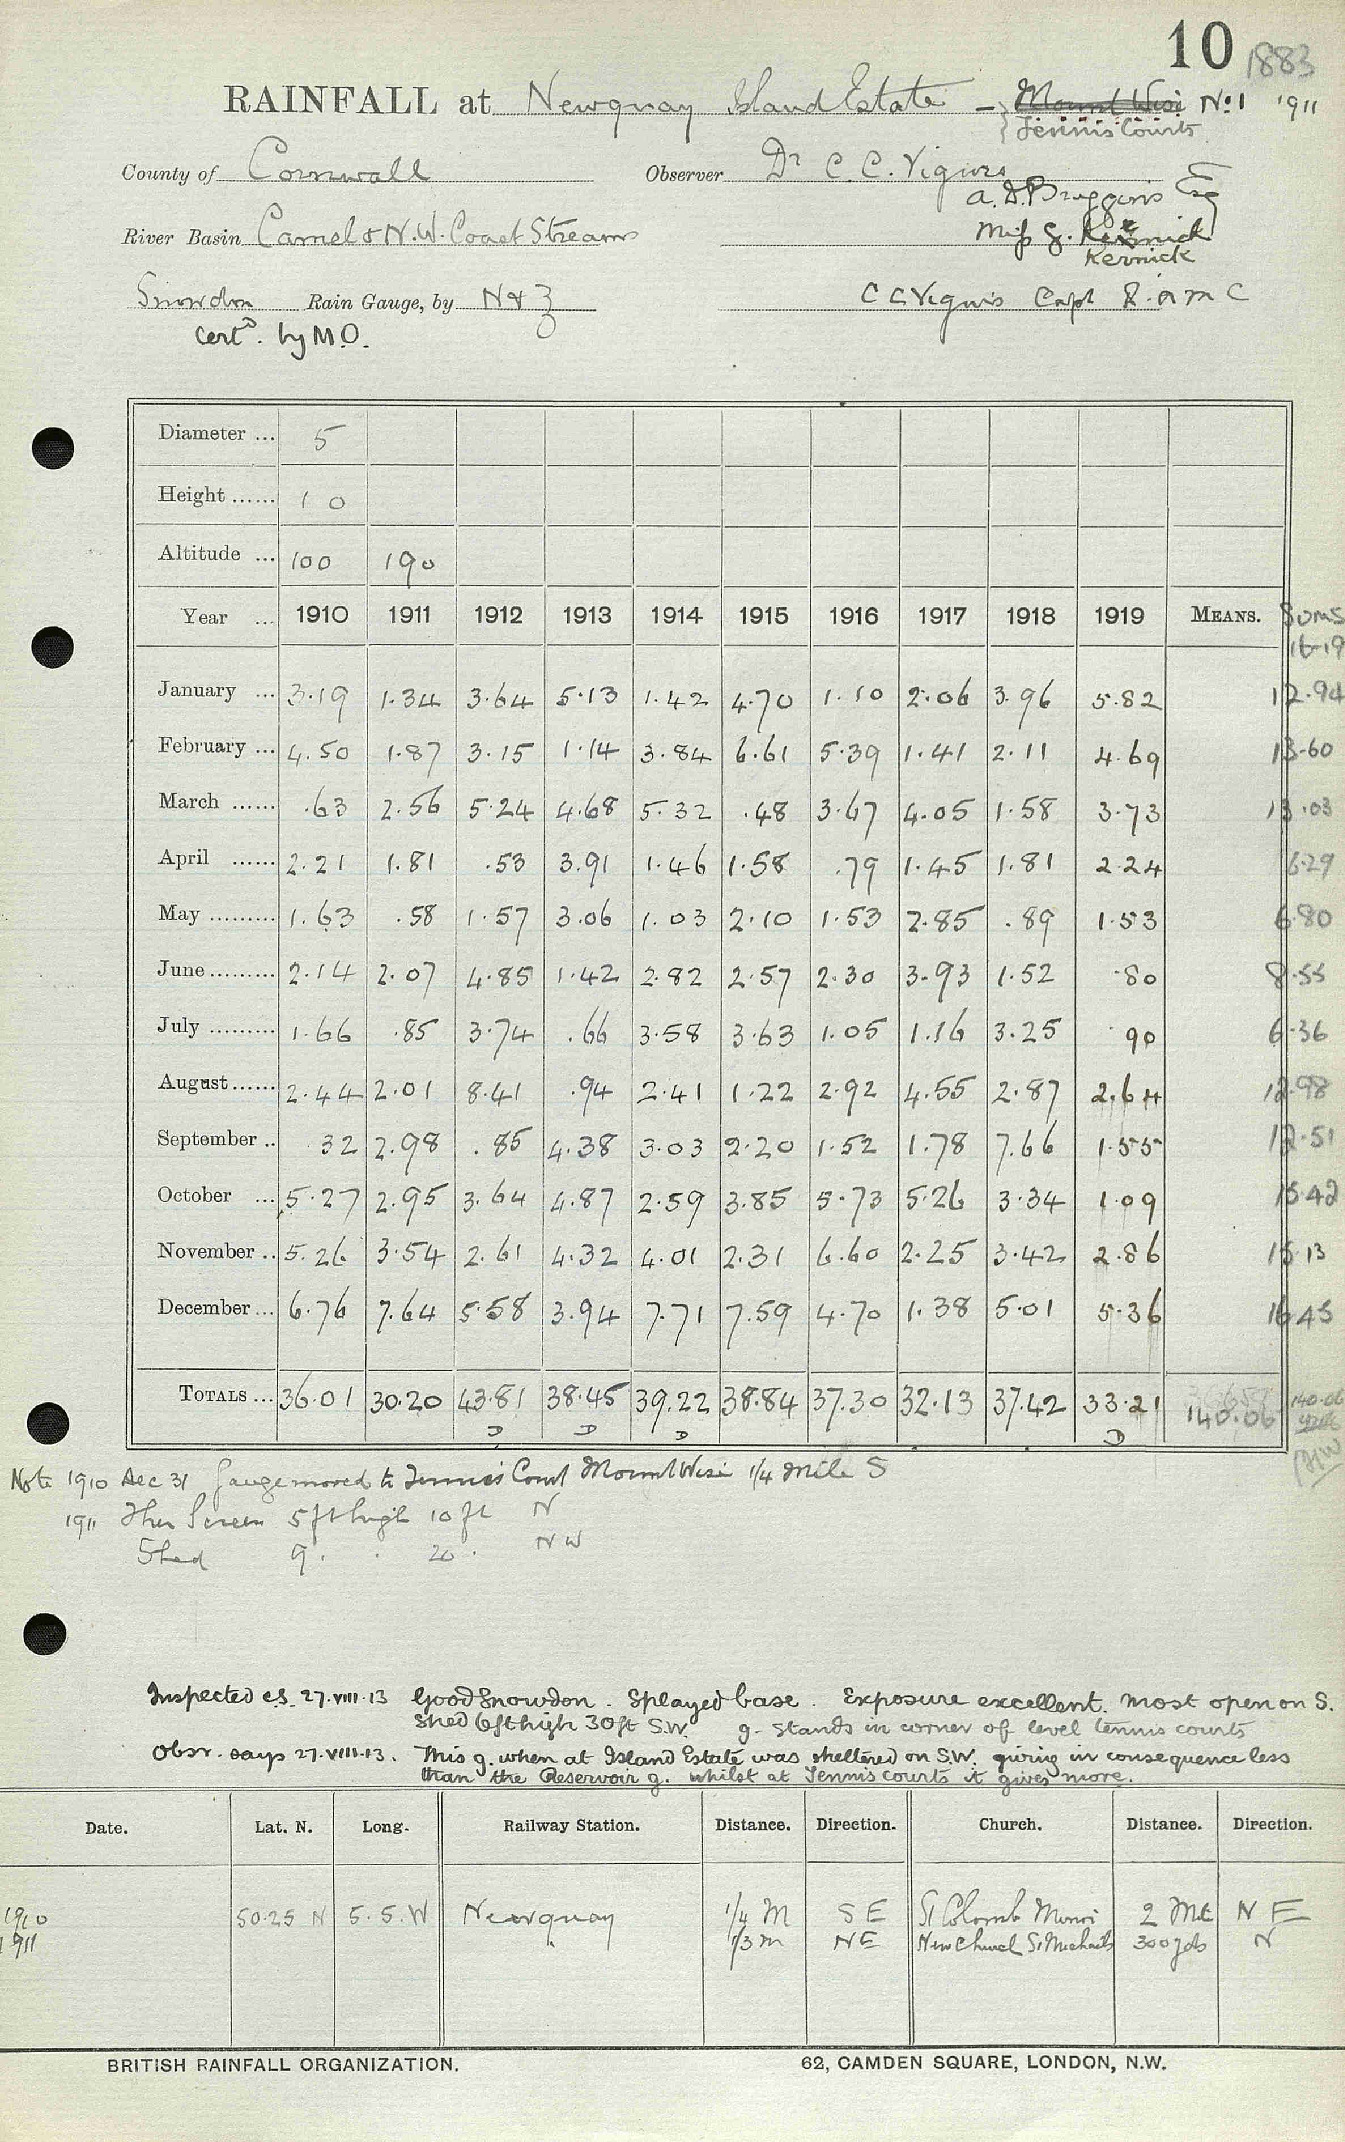 10 1883
RAINFALL at Newquay Island Estate – Mount Wise No 1 1911
Tennis Courts
County of Cornwall Observer Dr C. C. Vigurs
A. D. Bruggins Esq
River Basin Camel & N.W. Coast Streams Miss G. Kernick
Kernick
Snowdon Rain Gauge, by N & Z C C Vigurs Capt R.A.M.C
Certd. by M.O.
Diameter ... 5
Height ...... 1 0
Altitude ... 100 190
Year ... 1910 1911 1912 1913 1914 1915 1916 1917 1918 1919 MEANS. Sums
16-19
January ... 3.19 1.34 3.64 5.13 1.42 4.70 1.10 2.06 3.96 5.82 12.94
February ... 4.50 1.87 3.15 1.14 3.84 6.61 5.39 1.41 2.11 4.69 13.60
March ...... .63 2.56 5.24 4.68 5.32 .48 3.67 4.05 1.58 3.73 13.03
April ...... 2.21 1.81 .53 3.91 1.46 1.58 .79 1.45 1.81 2.24 6.29
May ......... 1.63 .58 1.57 3.06 1.03 2.10 1.53 2.85 .89 1.53 6.80
June ......... 2.14 2.07 4.85 1.42 2.82 2.57 2.30 3.93 1.52 .80 8.55
July ......... 1.66 .85 3.74 .66 3.58 3.63 1.05 1.16 3.25 .90 6.36
August ...... 2.44 2.01 8.41 .94 2.41 1.22 2.92 4.55 2.87 2.64 12.98
September .. .32 2.98 .85 4.38 3.03 2.20 1.52 1.78 7.66 1.55 12.51
October ... 5.27 2.95 3.64 4.87 2.59 3.85 5.73 5.26 3.34 1.09 15.42
November .. 5.26 3.54 2.61 4.32 4.01 2.31 6.60 2.25 3.42 2.86 15.13
December ... 6.76 7.64 5.58 3.94 7.71 7.59 4.70 1.38 5.01 5.36 16.45
TOTALS ... 36.01 30.20 43.81 38.45 39.22 38.84 37.30 32.13 37.42 33.21 140.06 140.06
D D D D
Note 1910 Dec 31 Gauge moved to Tennis Court Mount Wise 1/4 mile S
1911 Ther Screen 5 ft high 10 ft N
Shed 9 . . 20 . NW
Inspected C.S. 27.VIII.13 Good Snowdon. Splayed base. Exposure excellent. Most open on S.
Shed 6ft high 30ft S.W. g. stands in corner of level tennis courts
Obsr. says 27.VIII.13. This g. when at Island Estate was sheltered on S.W. giving in consequence less
than the Reservoir g. whilst at Tennis courts it gives more.
Date. Lat. N. Long. Railway Station. Distance. Direction. Church. Distance. Direction.
1910 50.25 N 5.5.W Newquay 1/4 M SE St Colomb Minor 2 Ml NE
1911 " 1/3 m NE New Church St Michaels 300 yds N
BRITISH RAINFALL ORGANIZATION. 62, CAMDEN SQUARE, LONDON, N.W.